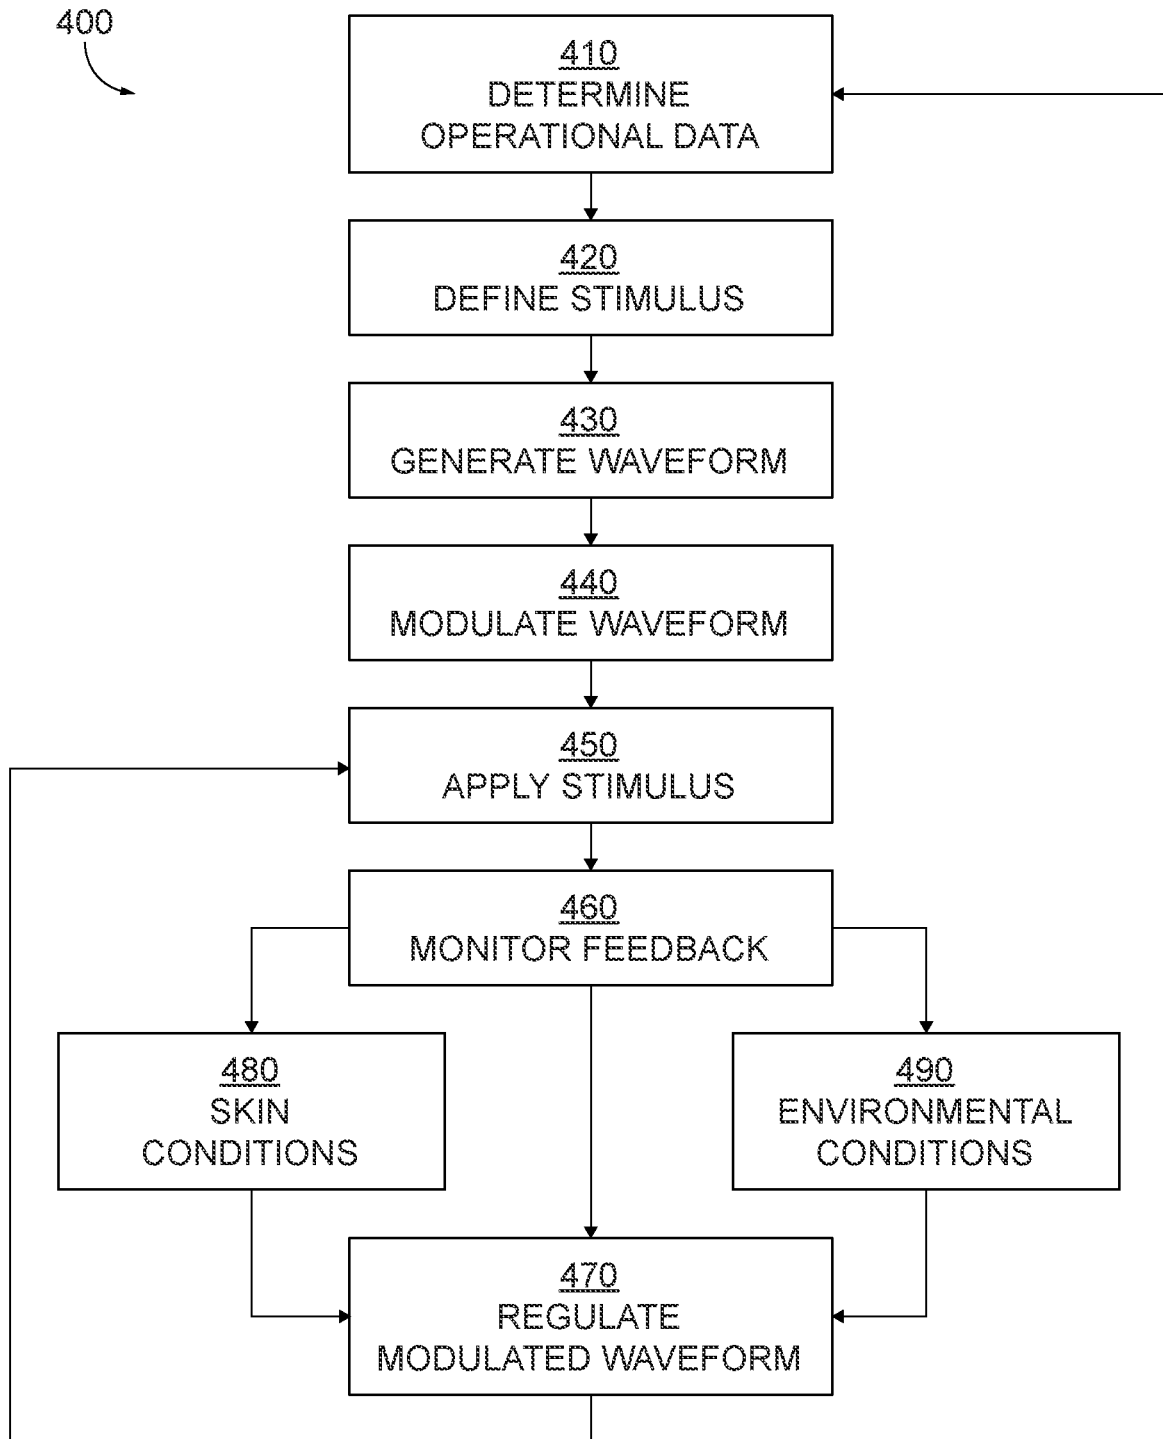 400
410
DETERMINE
OPERATIONAL DATA
420
DEFINE STIMULUS
430
GENERATE WAVEFORM
440
MODULATE WAVEFORM
450
APPLY STIMULUS
460
MONITOR FEEDBACK
480
SKIN
CONDITIONS
490
ENVIRONMENTAL
CONDITIONS
470
REGULATE
MODULATED WAVEFORM